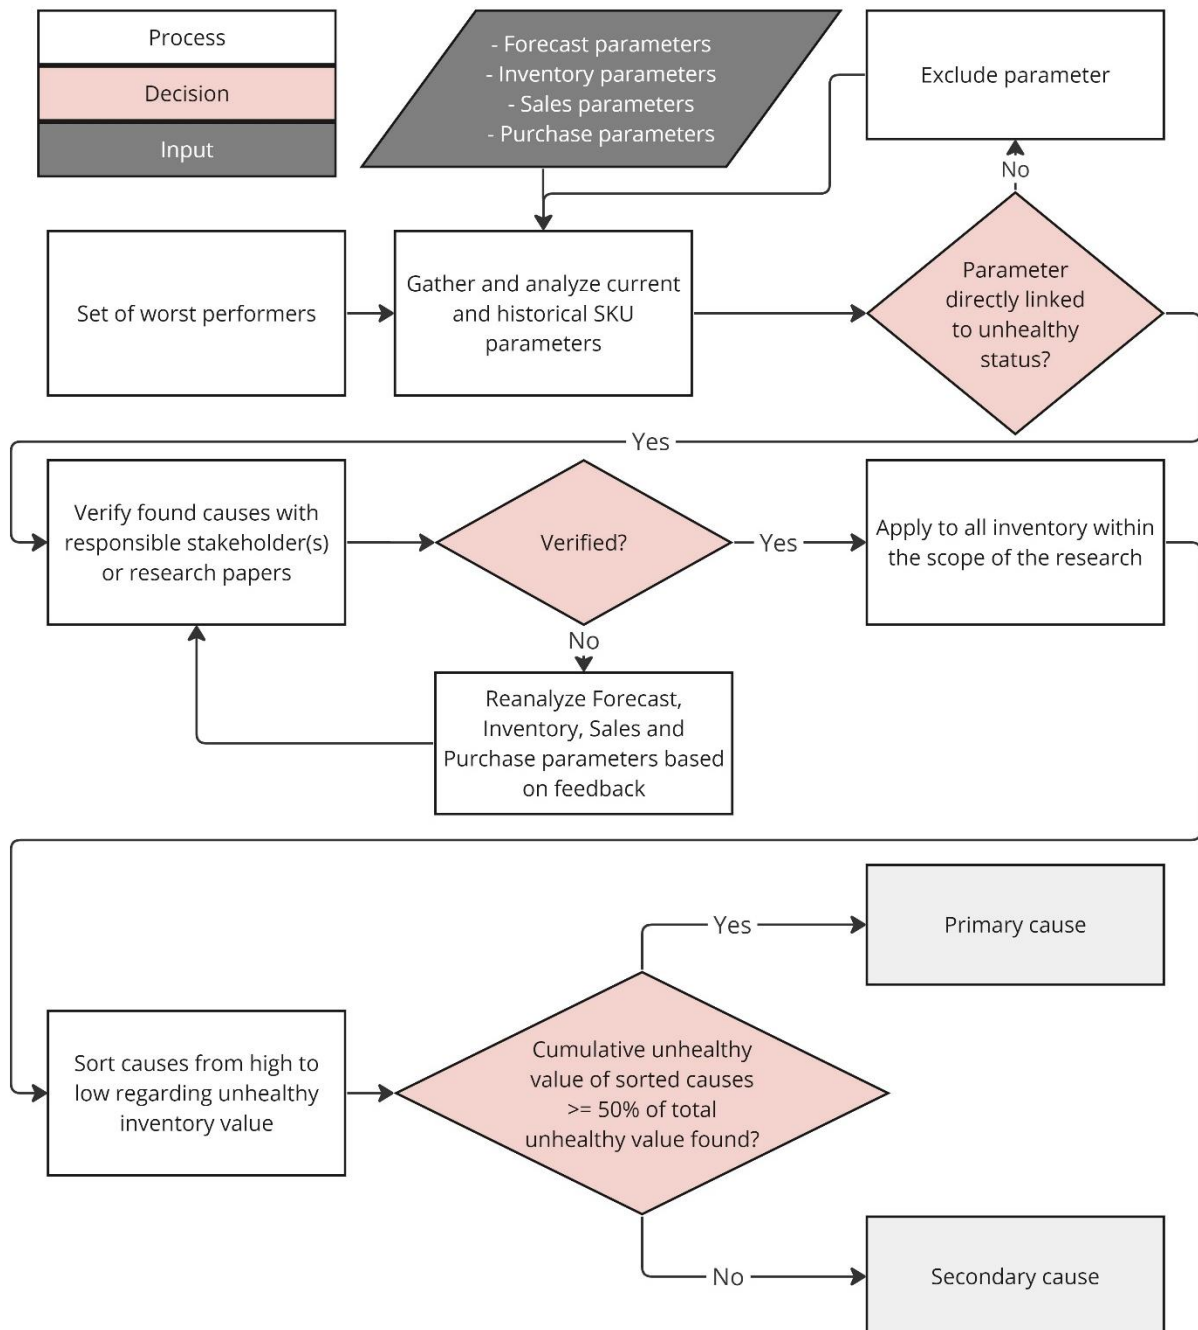 Process
Decision
Input
- Forecast parameters
- Inventory parameters
- Sales parameters
- Purchase parameters
Exclude parameter
No
Set of worst performers
Gather and analyze current
and historical SKU
parameters
Parameter
directly linked
to unhealthy
status?
Yes
Verify found causes with
responsible stakeholder(s)
or research papers
Verified?
Yes
Apply to all inventory within
the scope of the research
No
Reanalyze Forecast,
Inventory, Sales and
Purchase parameters based
on feedback
Yes
Primary cause
Sort causes from high to
low regarding unhealthy
inventory value
Cumulative unhealthy
value of sorted causes
>= 50% of total
unhealthy value found?
No
Secondary cause